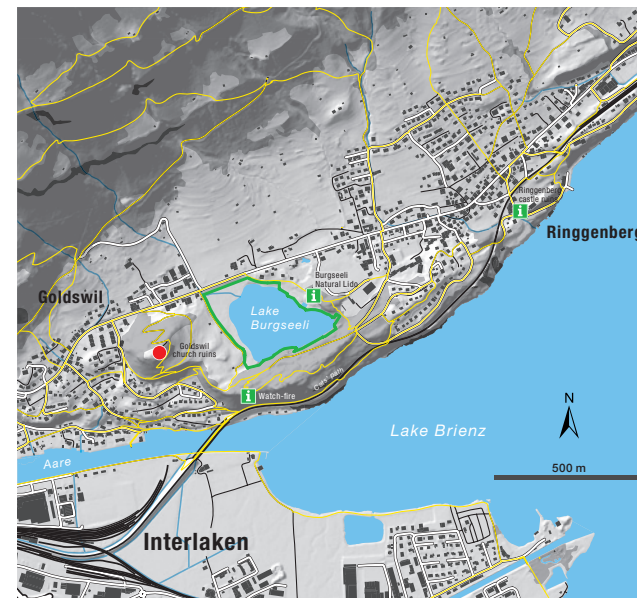 Ringgenberg
castle ruins
Ringgenberg
Burgseeli
Natural Lido
Goldswil
Lake
Burgseeli
Goldswil
church ruins
Watch-fire
Lake Brienz
N
500 m
Aare
Interlaken